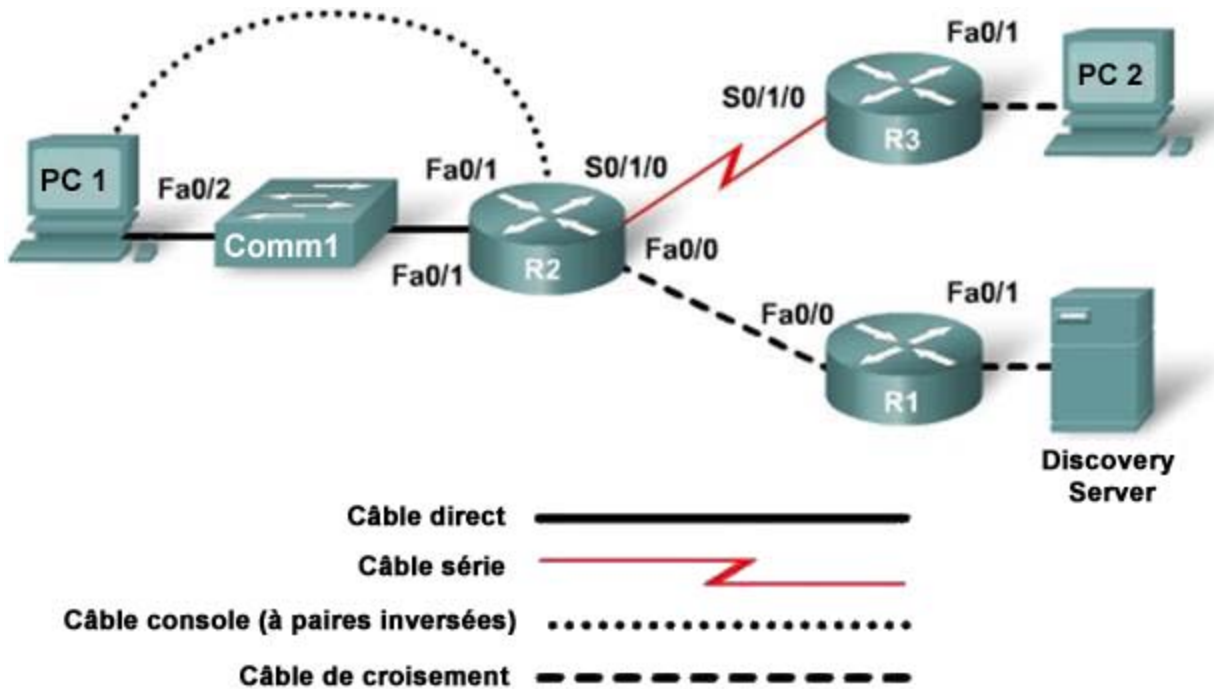 Fa0/1
PC 2
S0/1/0
R3
PC 1
Fa0/2
Fa0/1
S0/1/0
Comm1
R2
Fa0/0
Fa0/1
Fa0/0
Fa0/1
R1
Discovery
Server
Câble direct
Câble série
Câble console (à paires inversées)
Câble de croisement